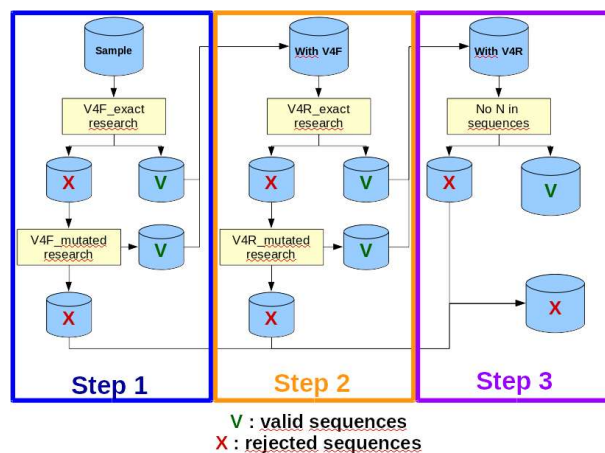 Sample
V4F_exact
research
X
V
V4F_mutated
research
V
X
Step 1
With V4F
V4R_exact
research
X
V
V4R_mutated
research
V
X
Step 2
With V4R
No N in
sequences
X
V
X
Step 3
V : valid sequences
X : rejected sequences